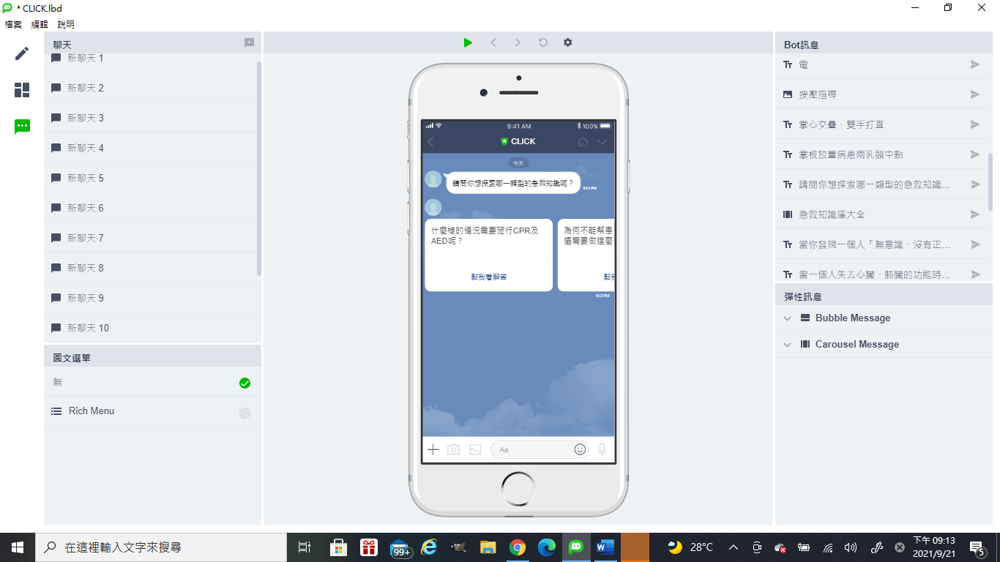 * CLICK.lbd
檔案 編輯 說明
聊天
新聊天 1
新聊天 2
新聊天 3
新聊天 4
新聊天 5
新聊天 6
新聊天 7
新聊天 8
新聊天 9
新聊天 10
圖文選單
無
Rich Menu
9:41 AM
100%
CLICK
今天
請問你想探索哪一類型的急救知識呢？
9:13 PM
什麼樣的情況需要施行CPR及
AED呢？
點我看解答
為何不能幫患
還需要做這麼
點我
9:13 PM
Aa
Bot訊息
電
按壓指導
掌心交疊、雙手打直
掌根放置病患兩乳頭中點
請問你想探索哪一類型的急救知識...
急救知識庫大全
當你發現一個人「無意識、沒有正...
當一個人失去心臟、肺臟的功能時...
彈性訊息
Bubble Message
Carousel Message
在這裡輸入文字來搜尋
99+
28°C
下午 09:13
2021/9/21
5